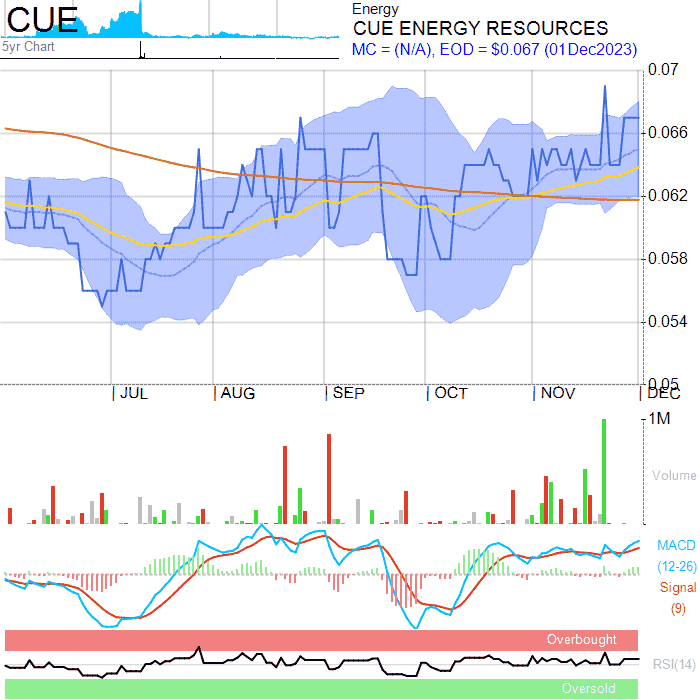 CUE
5yr Chart
Energy
CUE ENERGY RESOURCES
MC = (N/A), EOD = $0.067 (01Dec2023)
0.07
0.066
0.062
0.058
0.054
0.05
JUL
AUG
SEP
OCT
NOV
DEC
1M
Volume
MACD
(12-26)
Signal
(9)
Overbought
RSI(14)
Oversold